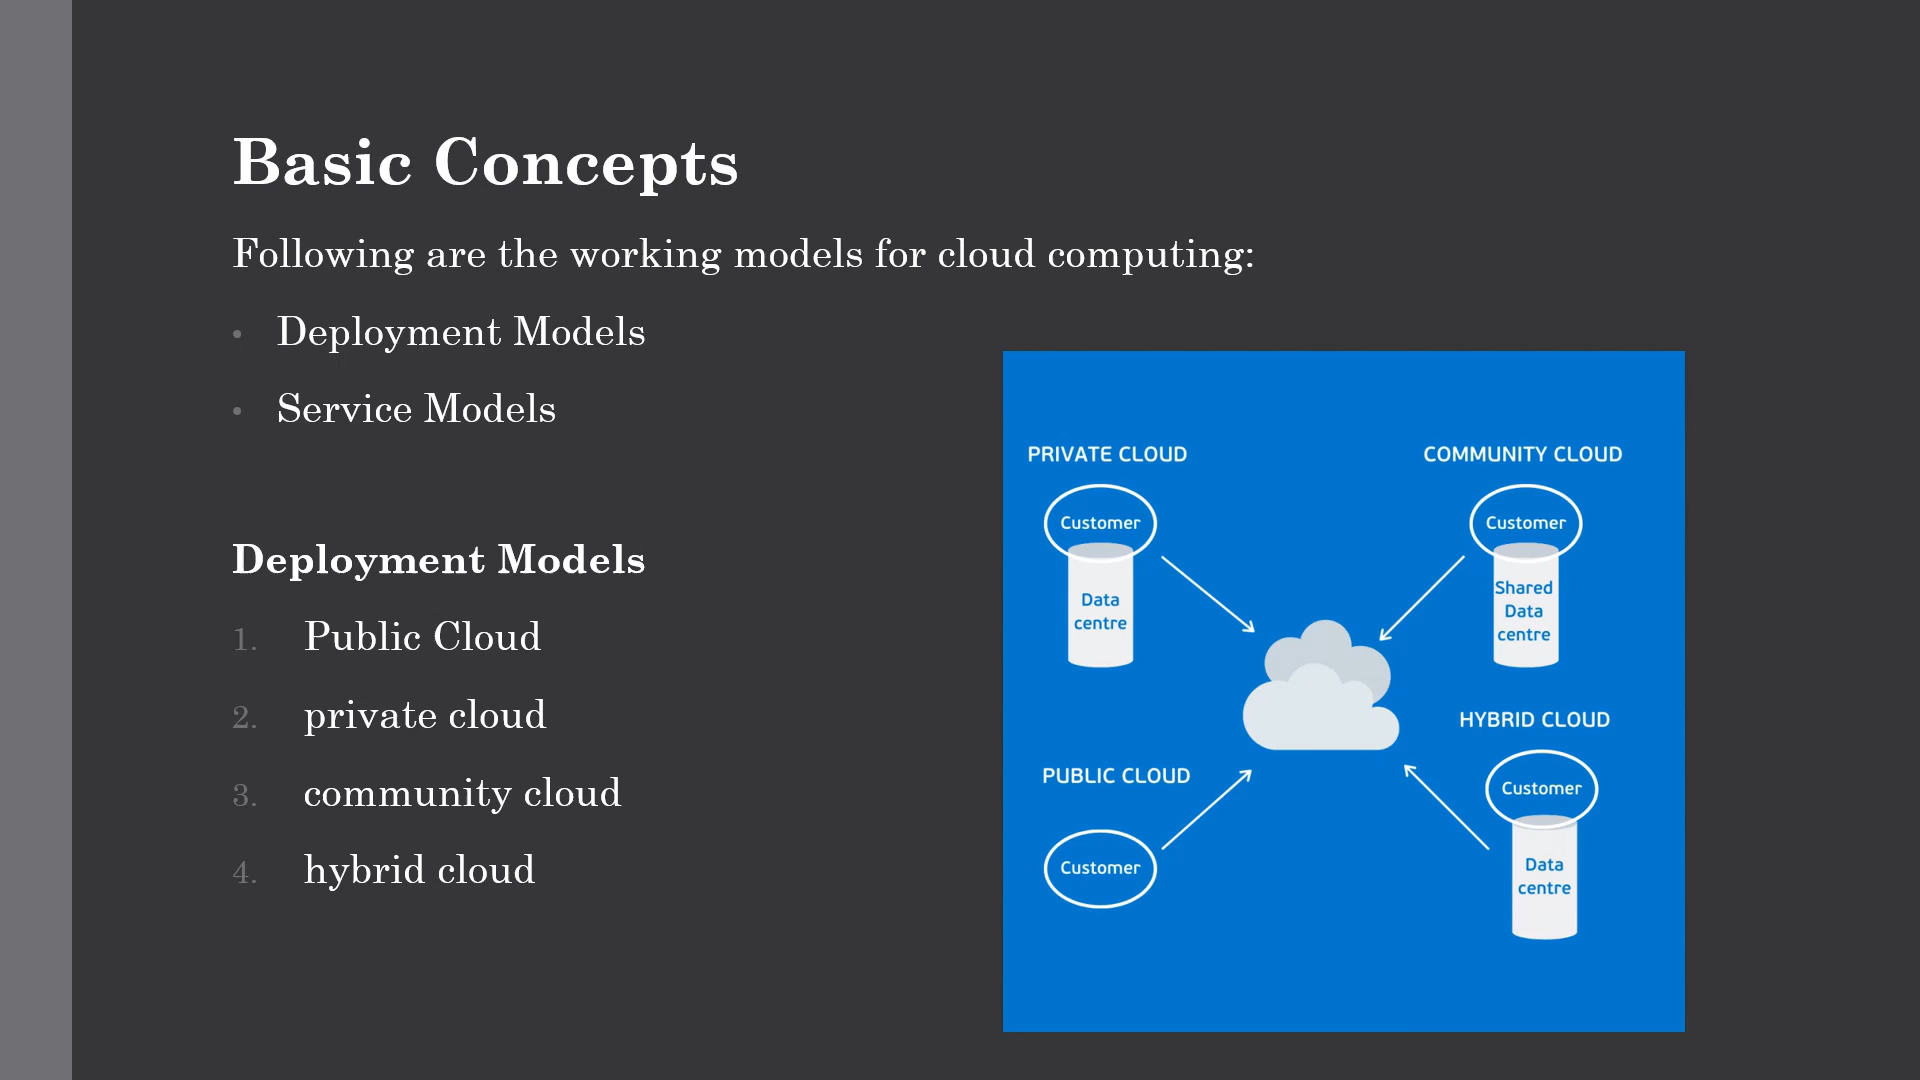 Basic Concepts
Following are the working models for cloud computing:
• Deployment Models
• Service Models
Deployment Models
1. Public Cloud
2. private cloud
3. community cloud
4. hybrid cloud
PRIVATE CLOUD
Customer
Data
centre
COMMUNITY CLOUD
Customer
Shared
Data
centre
PUBLIC CLOUD
Customer
HYBRID CLOUD
Customer
Data
centre